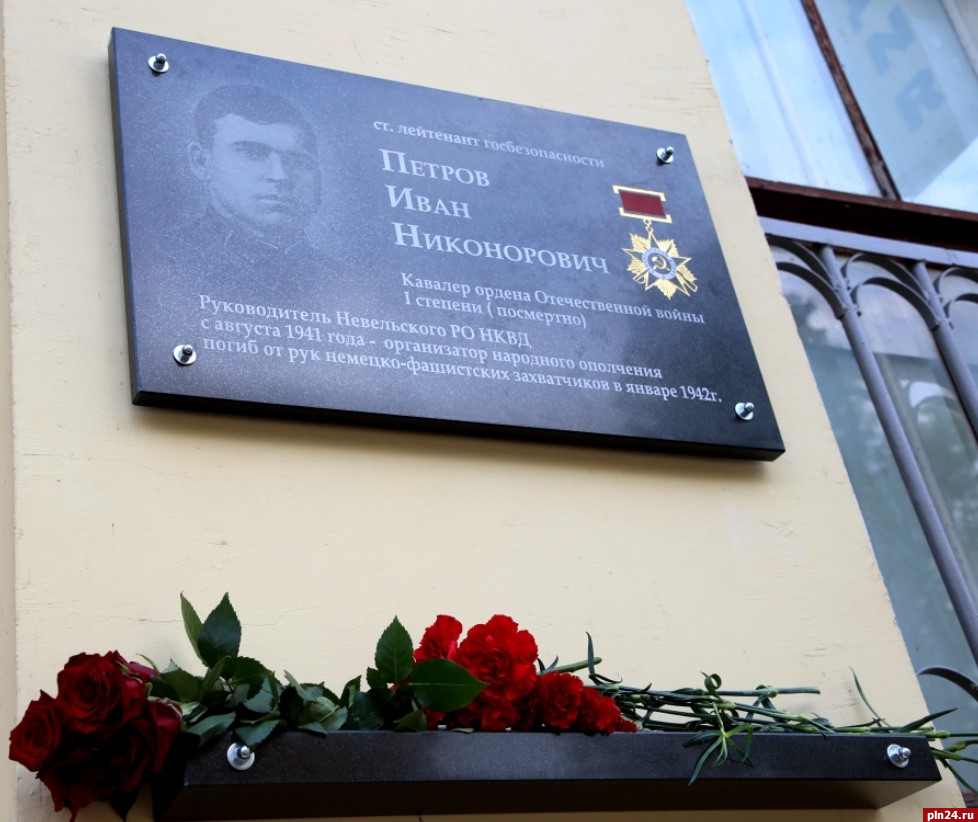 ст. лейтенант госбезопасности
Петров
Иван
Никонорович
Кавалер ордена Отечественной войны
I степени ( посмертно)
Руководитель Невельского РО НКВД
с августа 1941 года - организатор народного ополчения
погиб от рук немецко-фашистских захватчиков в январе 1942г.
pln24.ru